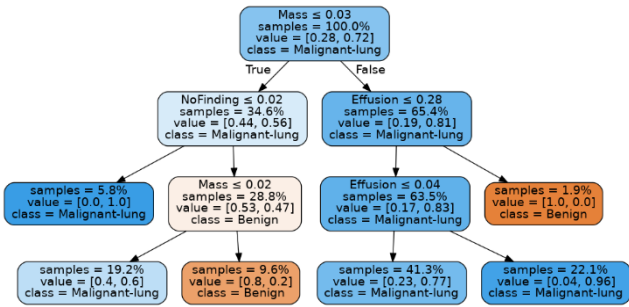 Mass ≤ 0.03
samples = 100.0%
value = [0.28, 0.72]
class = Malignant-lung
True
False
NoFinding ≤ 0.02
samples = 34.6%
value = [0.44, 0.56]
class = Malignant-lung
Effusion ≤ 0.28
samples = 65.4%
value = [0.19, 0.81]
class = Malignant-lung
samples = 5.8%
value = [0.0, 1.0]
class = Malignant-lung
Mass ≤ 0.02
samples = 28.8%
value = [0.53, 0.47]
class = Benign
Effusion ≤ 0.04
samples = 63.5%
value = [0.17, 0.83]
class = Malignant-lung
samples = 1.9%
value = [1.0, 0.0]
class = Benign
samples = 19.2%
value = [0.4, 0.6]
class = Malignant-lung
samples = 9.6%
value = [0.8, 0.2]
class = Benign
samples = 41.3%
value = [0.23, 0.77]
class = Malignant-lung
samples = 22.1%
value = [0.04, 0.96]
class = Malignant-lung